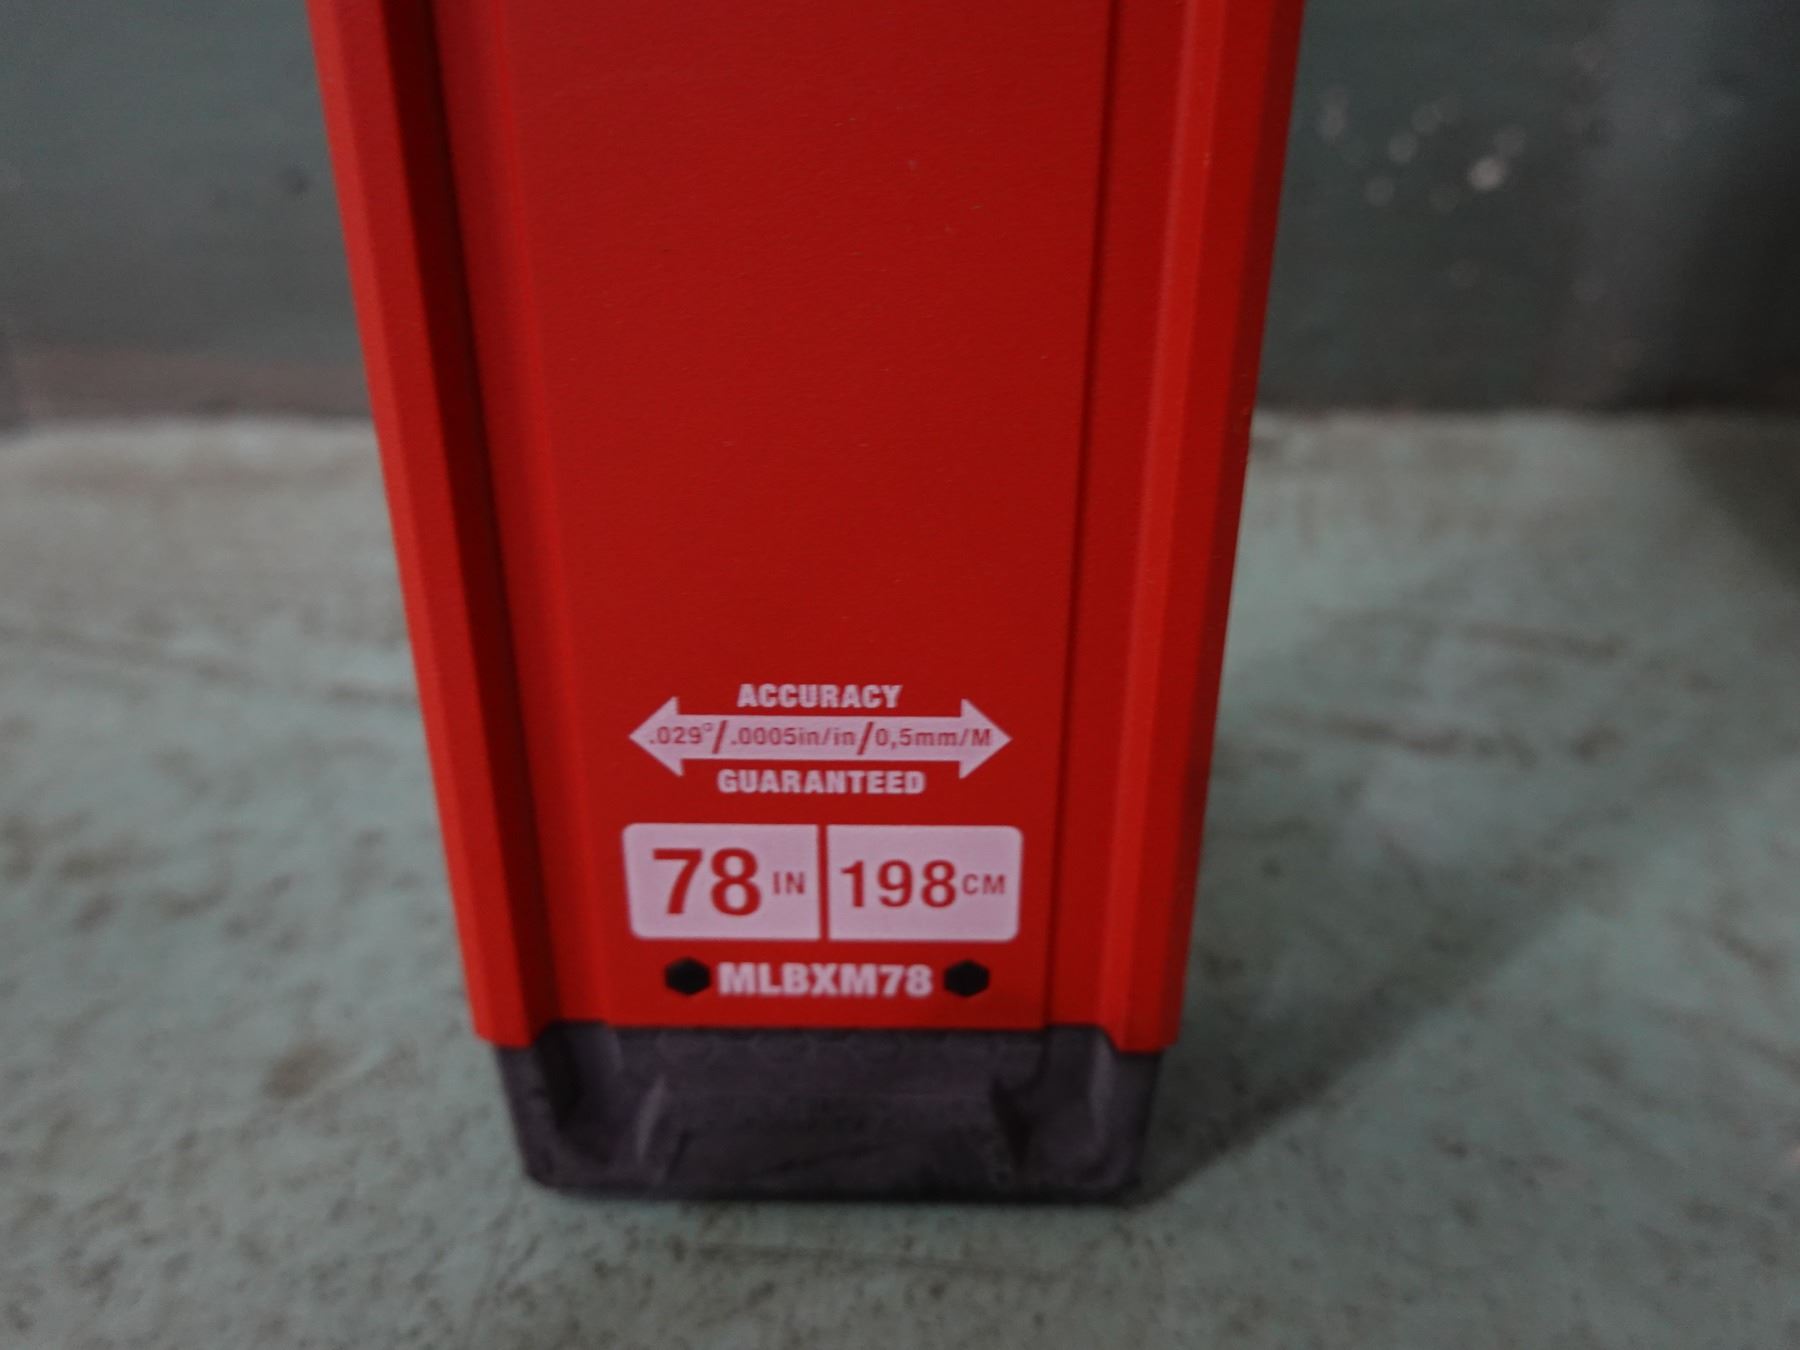 ACCURACY
.029°/.0005in/in/0,5mm/M
GUARANTEED
78 IN 198 CM
MLBXM78